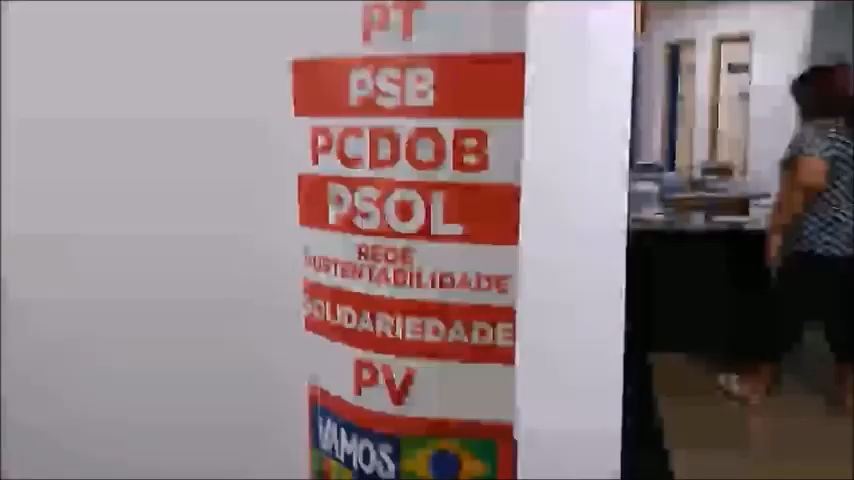 PT
PSB
PCDOB
PSOL
REDE
SUSTENTABILIDADE
SOLIDARIEDADE
PV
VAMOS